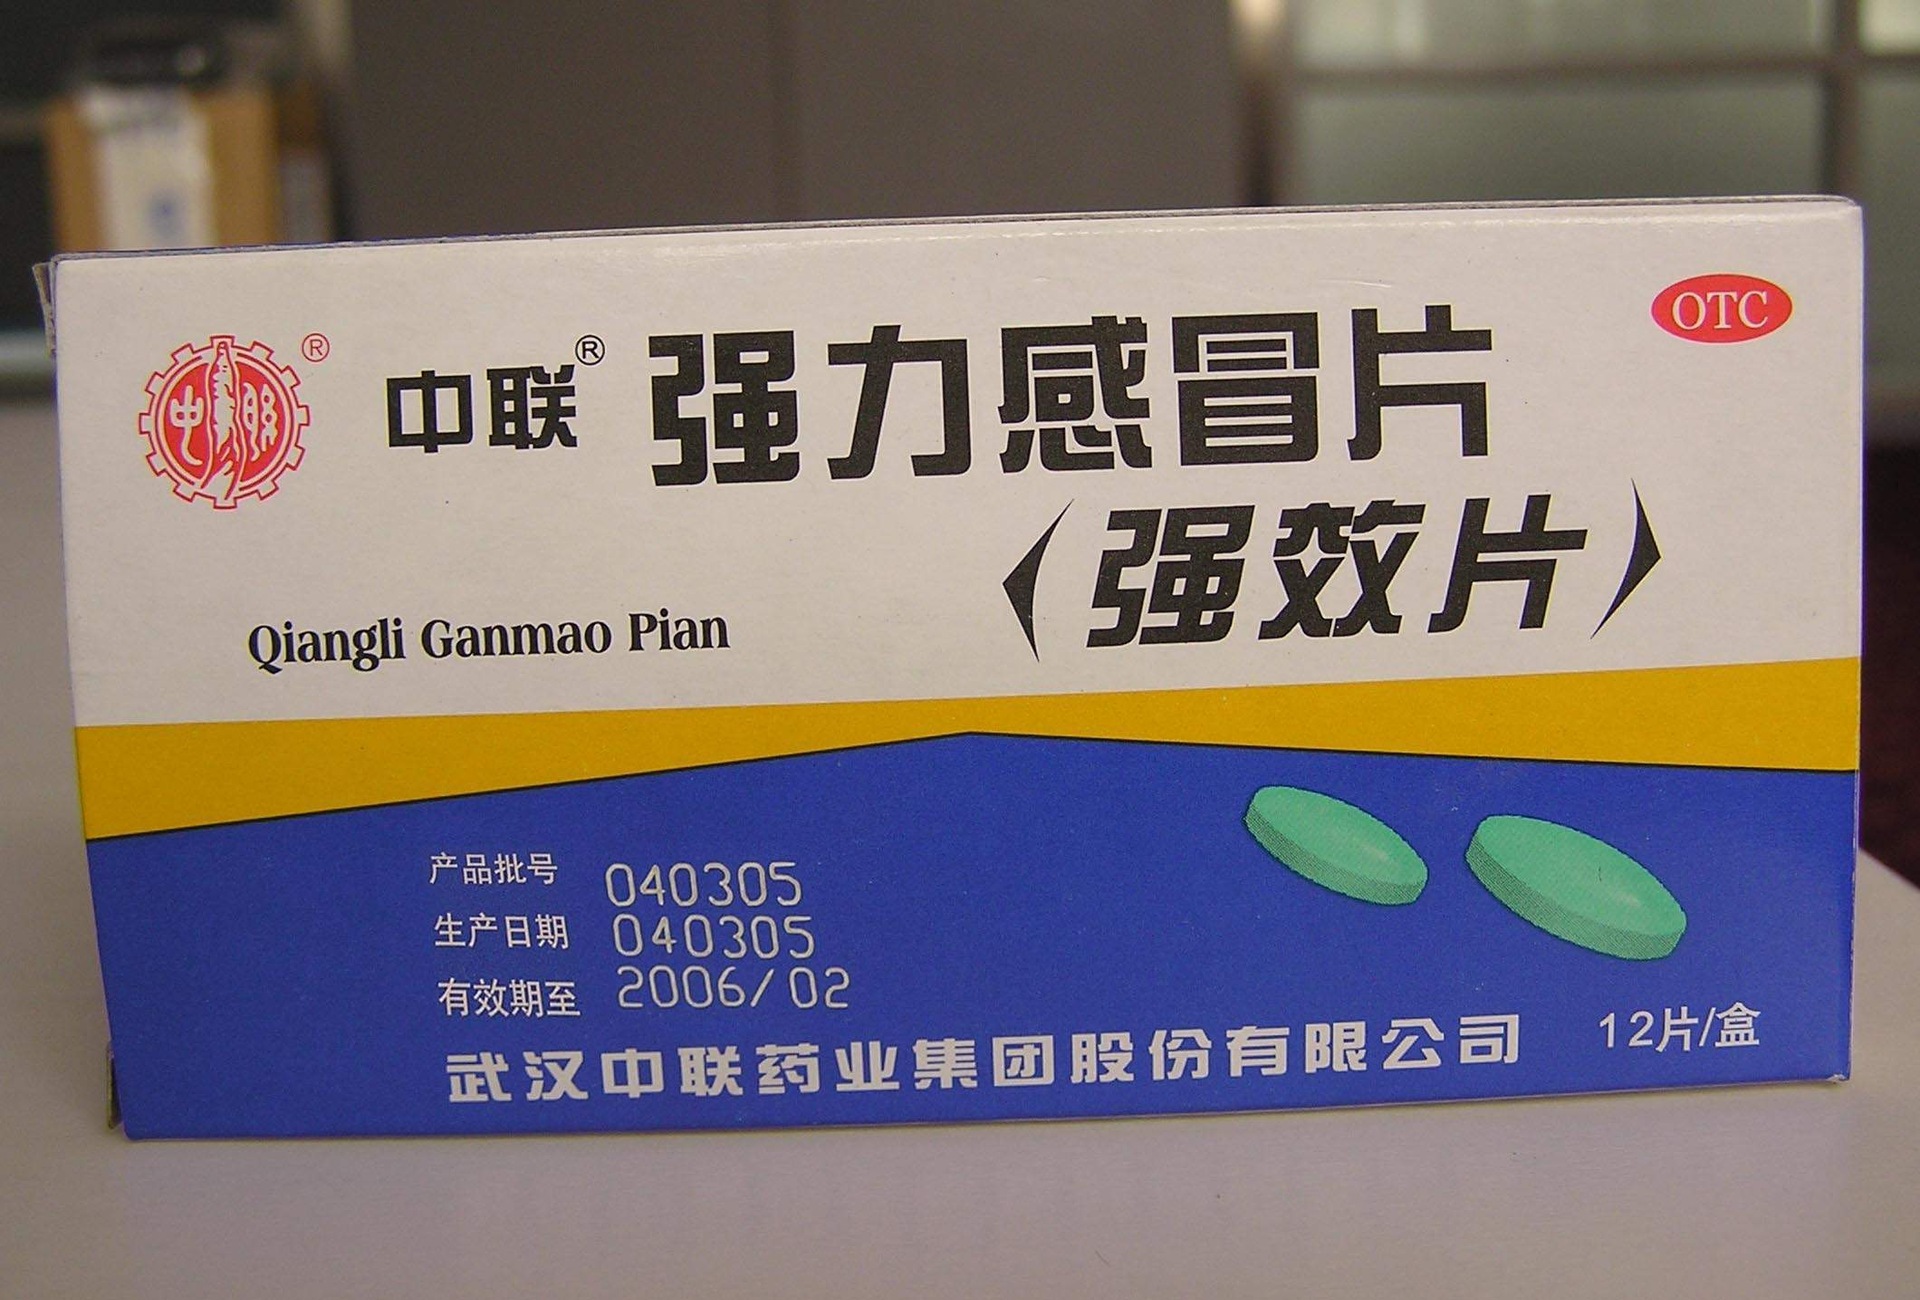 中联® 强力感冒片
OTC
〈强效片〉
Qiangli Ganmao Pian
产品批号 040305
生产日期 040305
有效期至 2006/02
武汉中联药业集团股份有限公司
12片/盒